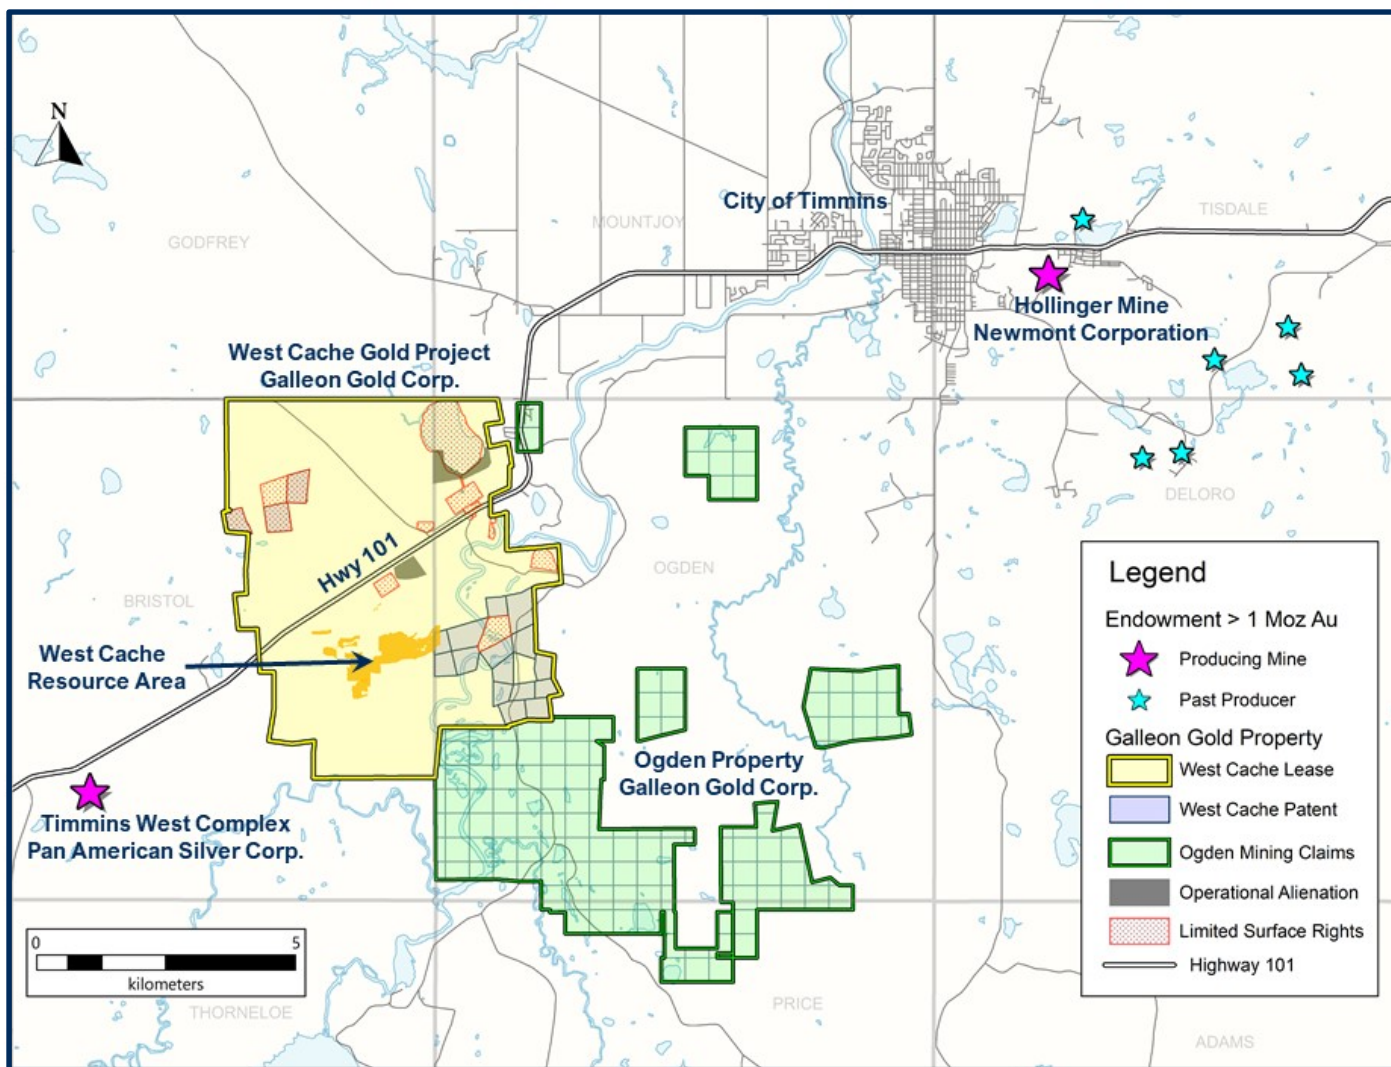 N
City of Timmins
TISDALE
MOUNTJOY
GODFREY
Hollinger Mine
Newmont Corporation
West Cache Gold Project
Galleon Gold Corp.
DELORO
Hwy 101
OGDEN
BRISTOL
West Cache
Resource Area
Ogden Property
Galleon Gold Corp.
Timmins West Complex
Pan American Silver Corp.
0 5
kilometers
THORNELOE
PRICE
ADAMS
Legend
Endowment > 1 Moz Au
Producing Mine
Past Producer
Galleon Gold Property
West Cache Lease
West Cache Patent
Ogden Mining Claims
Operational Alienation
Limited Surface Rights
Highway 101